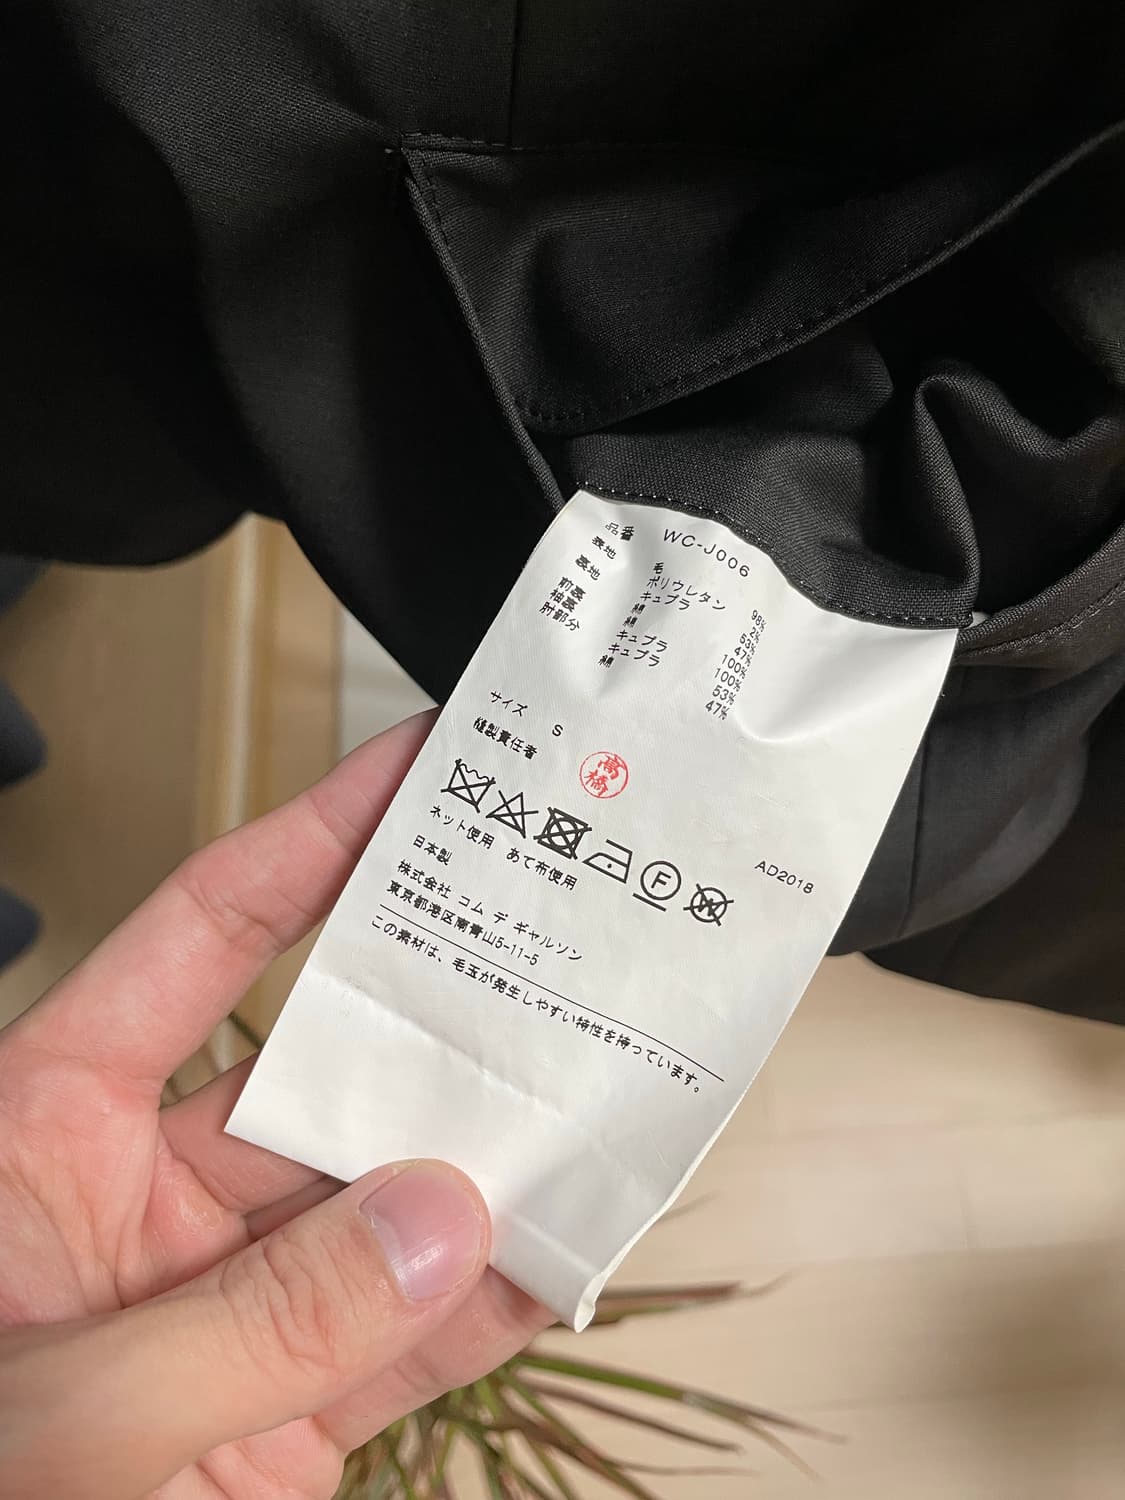 品番 WC-J006
表地 毛 98%
ポリウレタン 2%
裏地 キュプラ 53%
綿 47%
前裏 綿 100%
袖裏 キュプラ 100%
肘部分 キュプラ 53%
綿 47%
サイズ S
縫製責任者 高橋
F W
ネット使用 あて布使用
AD2018
日本製
株式会社 コム デ ギャルソン
東京都港区南青山5-11-5
この素材は、毛玉が発生しやすい特性を持っています。